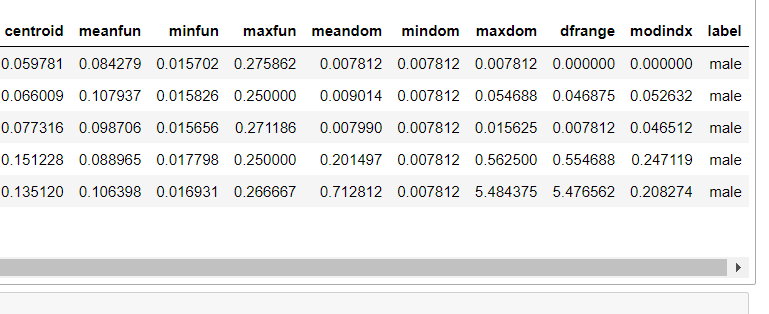 centroid meanfun minfun maxfun meandom mindom maxdom dfrange modindx label
0.059781 0.084279 0.015702 0.275862 0.007812 0.007812 0.007812 0.000000 0.000000 male
0.066009 0.107937 0.015826 0.250000 0.009014 0.007812 0.054688 0.046875 0.052632 male
0.077316 0.098706 0.015656 0.271186 0.007990 0.007812 0.015625 0.007812 0.046512 male
0.151228 0.088965 0.017798 0.250000 0.201497 0.007812 0.562500 0.554688 0.247119 male
0.135120 0.106398 0.016931 0.266667 0.712812 0.007812 5.484375 5.476562 0.208274 male